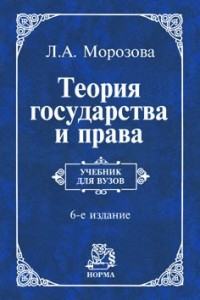 Л.А. Морозова
Теория
государства
и права
УЧЕБНИК
ДЛЯ ВУЗОВ
6-е издание
НОРМА